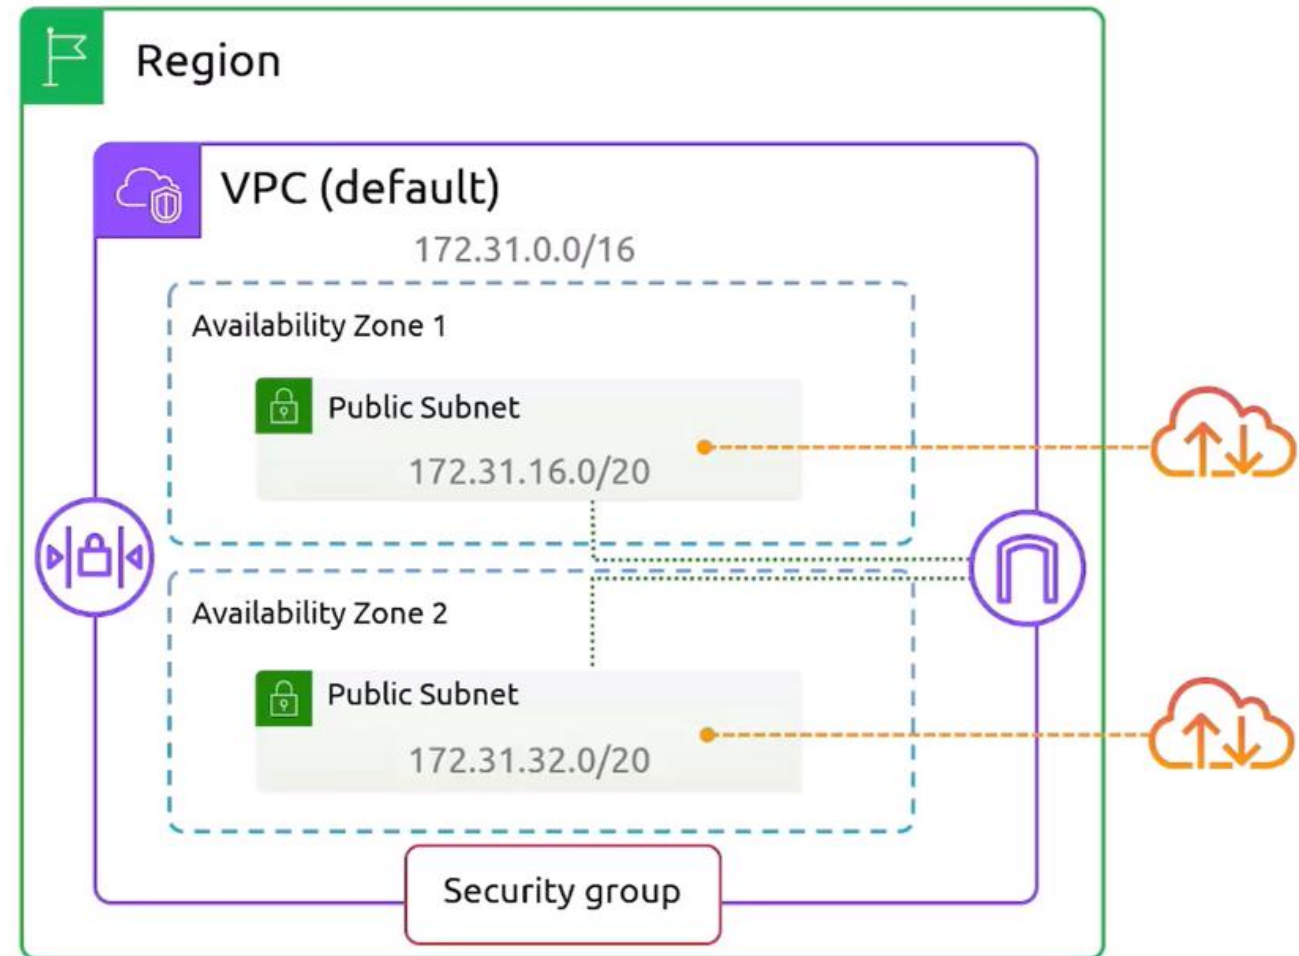 Region
VPC (default)
172.31.0.0/16
Availability Zone 1
Public Subnet
172.31.16.0/20
Availability Zone 2
Public Subnet
172.31.32.0/20
Security group